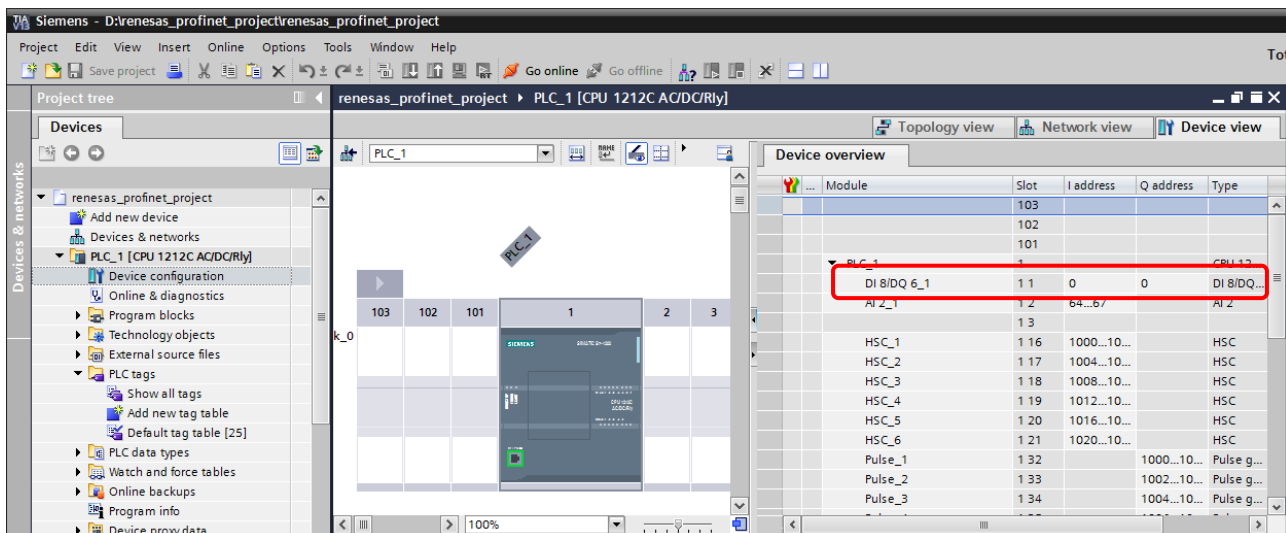 Siemens - D:\renesas_profinet_project\renesas_profinet_project
Project Edit View Insert Online Options Tools Window Help
Save project Go online Go offline
Project tree
renesas_profinet_project PLC_1 [CPU 1212C AC/DC/Rly]
Devices
Topology view Network view Device view
PLC_1
Device overview
Devices & networks
renesas_profinet_project
Add new device
Devices & networks
PLC_1 [CPU 1212C AC/DC/Rly]
Device configuration
Online & diagnostics
Program blocks
Technology objects
External source files
PLC tags
Show all tags
Add new tag table
Default tag table [25]
PLC data types
Watch and force tables
Online backups
Program info
Device proxy data
PLC_1
103 102 101 1 2 3
k_0
SIEMENS
100%
... Module Slot I address Q address Type
103
102
101
PLC_1 1 CPU 12...
DI 8/DQ 6_1 1 1 0 0 DI 8/DQ...
AI 2_1 1 2 64...67 AI 2
1 3
HSC_1 1 16 1000...10... HSC
HSC_2 1 17 1004...10... HSC
HSC_3 1 18 1008...10... HSC
HSC_4 1 19 1012...10... HSC
HSC_5 1 20 1016...10... HSC
HSC_6 1 21 1020...10... HSC
Pulse_1 1 32 1000...10... Pulse g...
Pulse_2 1 33 1002...10... Pulse g...
Pulse_3 1 34 1004...10... Pulse g...